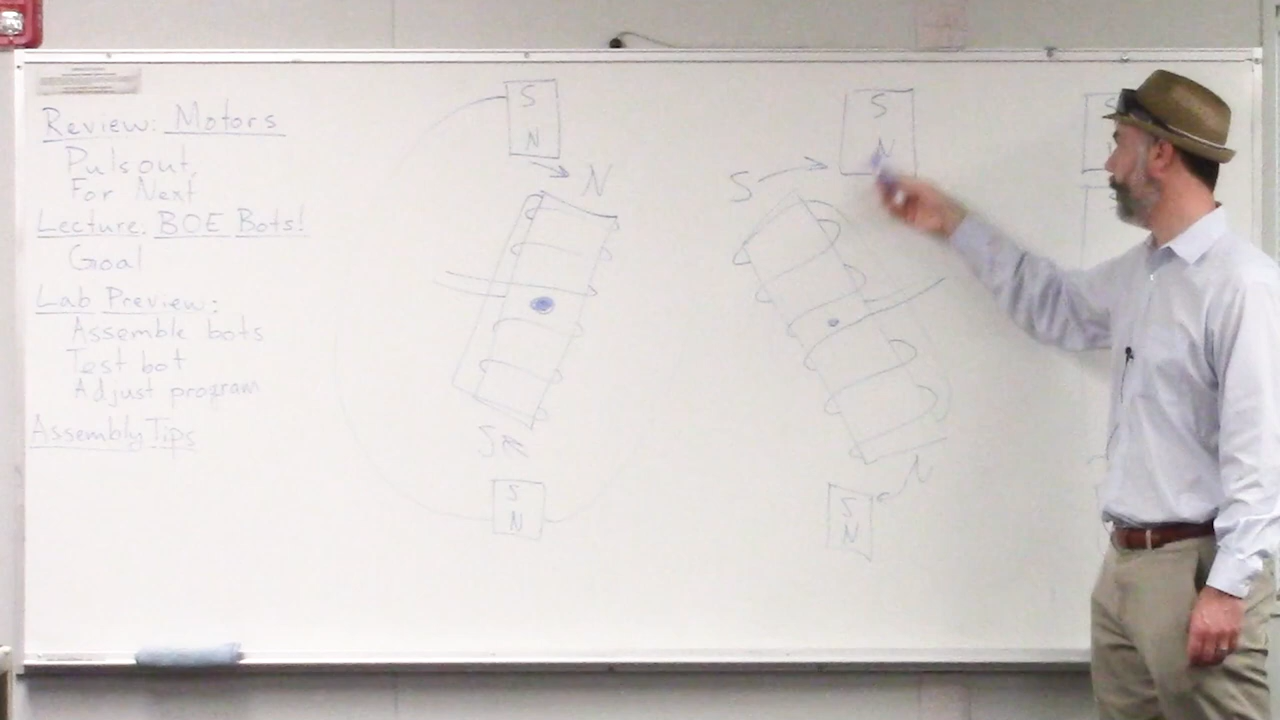 Review: Motors
Pulsout,
For Next
Lecture. BOE Bots!
Goal
Lab Preview:
Assemble bots
Test bot
Adjust program
Assembly Tips
S
N
N
S
S
N
S
N
S
N
S
N
S